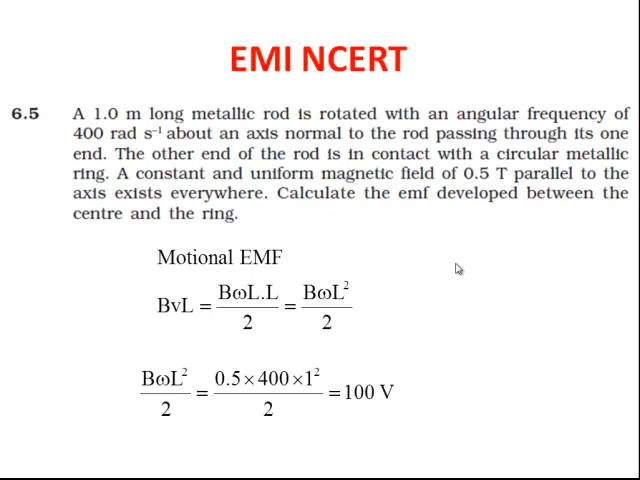 EMI NCERT
6.5 A 1.0 m long metallic rod is rotated with an angular frequency of
400 rad s⁻¹ about an axis normal to the rod passing through its one
end. The other end of the rod is in contact with a circular metallic
ring. A constant and uniform magnetic field of 0.5 T parallel to the
axis exists everywhere. Calculate the emf developed between the
centre and the ring.
Motional EMF
BvL = BωL.L/2 = BωL²/2
BωL²/2 = 0.5×400×1²/2 = 100 V